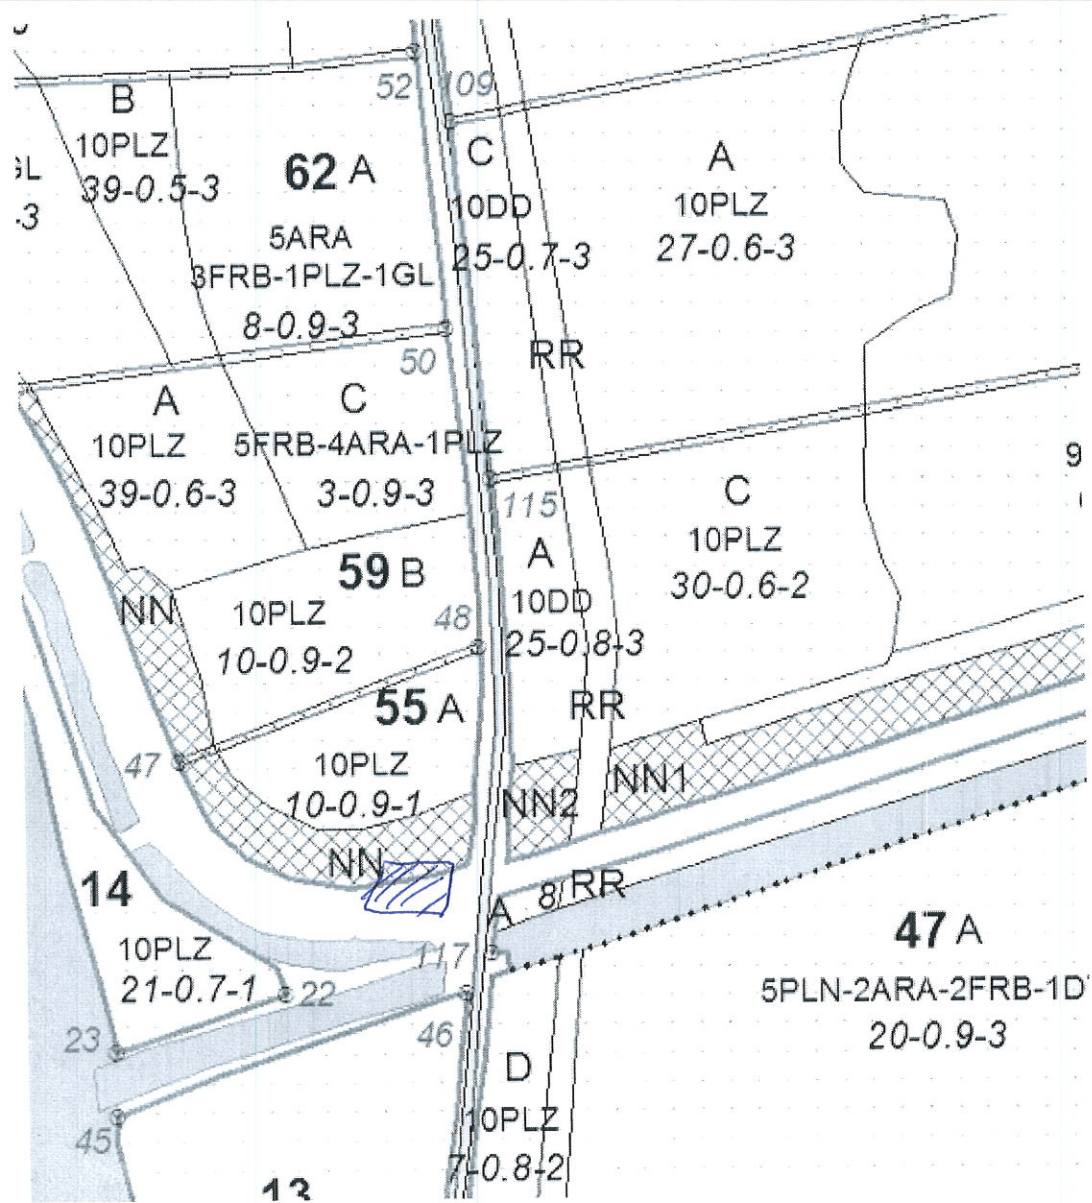 52
109
B
10PLZ
39-0.5-3
GL
-3
62 A
5ARA
3FRB-1PLZ-1GL
8-0.9-3
C
10DD
25-0.7-3
A
10PLZ
27-0.6-3
RR
50
A
10PLZ
39-0.6-3
C
5FRB-4ARA-1PLZ
3-0.9-3
115
C
10PLZ
30-0.6-2
9
A
10DD
25-0.8-3
59 B
10PLZ
10-0.9-2
NN
48
55 A
10PLZ
10-0.9-1
47
RR
NN1
NN2
NN
14
10PLZ
21-0.7-1
22
23
A
8/
RR
117
46
45
47 A
5PLN-2ARA-2FRB-1D
20-0.9-3
D
10PLZ
7-0.8-2
13